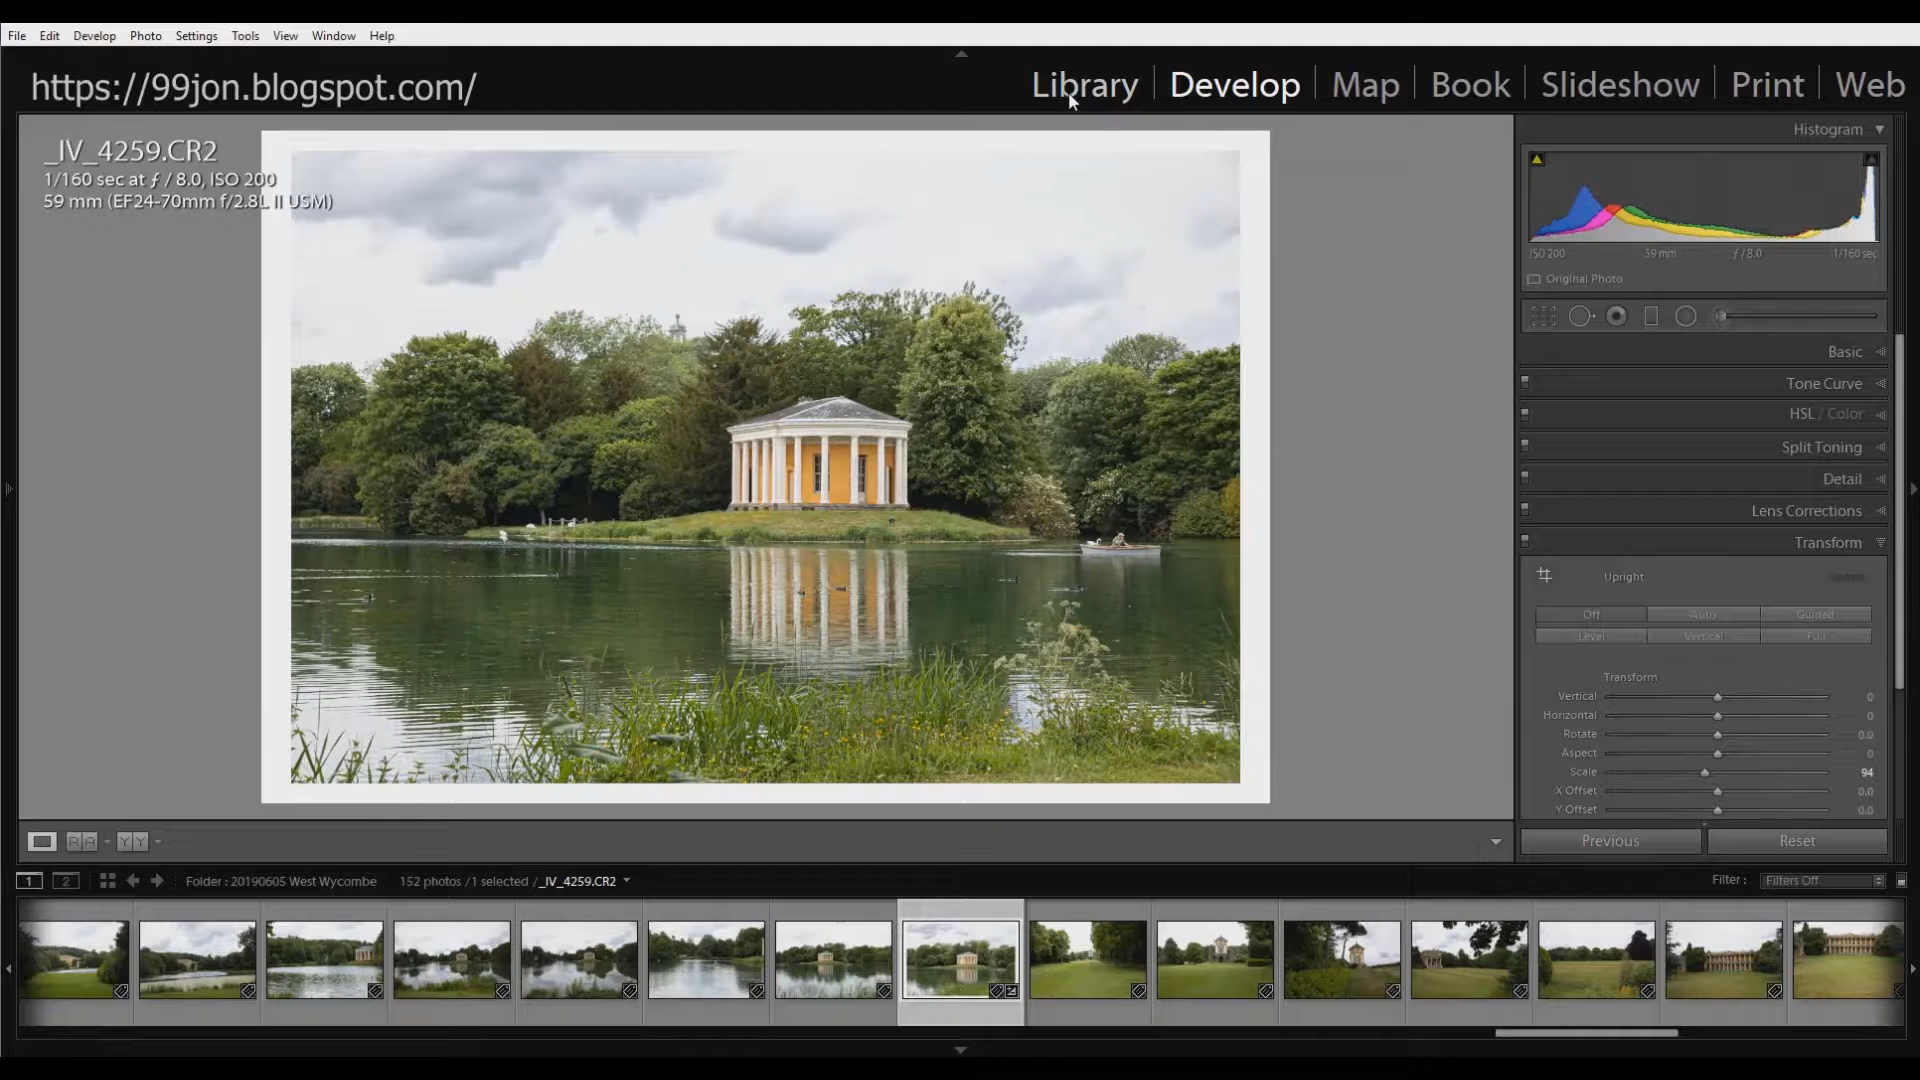 File Edit Develop Photo Settings Tools View Window Help
https://99jon.blogspot.com/
Library Develop Map Book Slideshow Print Web
_IV_4259.CR2
1/160 sec at ƒ / 8.0, ISO 200
59 mm (EF24-70mm f/2.8L II USM)
Histogram
ISO 200 59 mm ƒ / 8.0 1/160 sec
Original Photo
Basic
Tone Curve
HSL / Color
Split Toning
Detail
Lens Corrections
Transform
Upright
Off Auto Guided
Level Vertical Full
Transform
Vertical 0
Horizontal 0
Rotate 0.0
Aspect 0
Scale 94
X Offset 0.0
Y Offset 0.0
Previous Reset
1 2 Folder : 20190605 West Wycombe 152 photos / 1 selected / _IV_4259.CR2 Filter : Filters Off